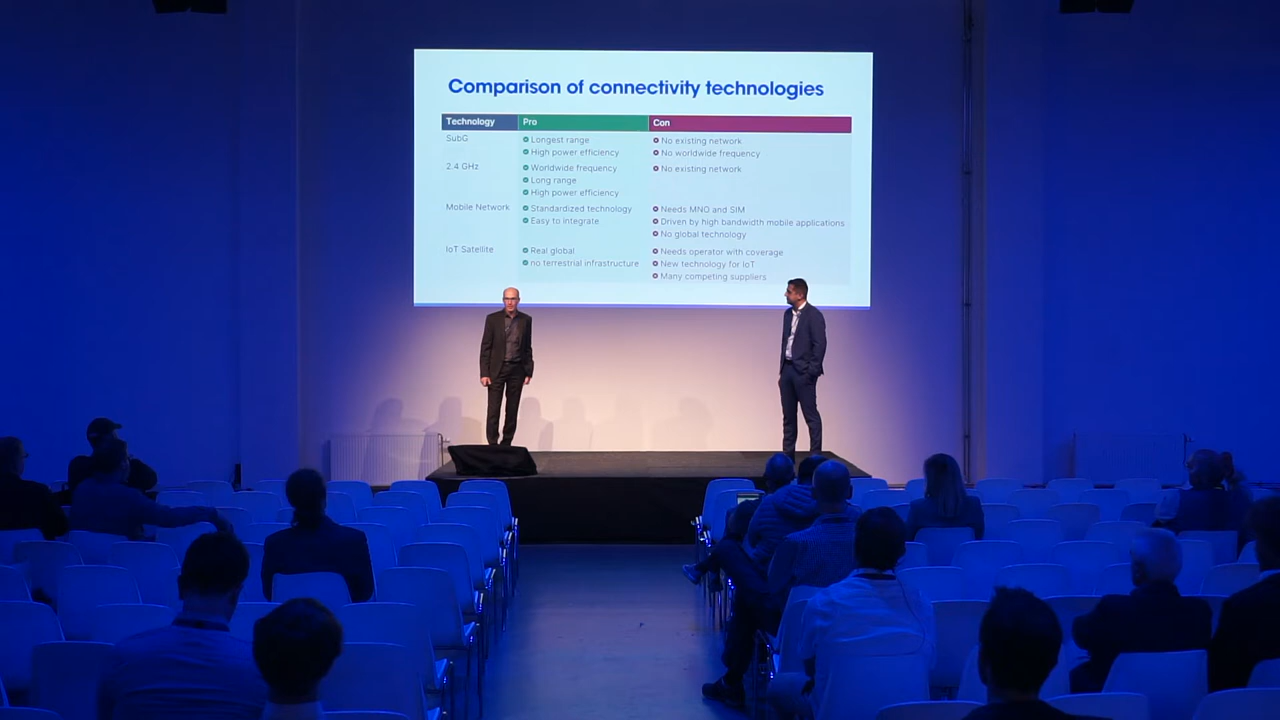 Comparison of connectivity technologies
Technology Pro Con
SubG
Longest range
High power efficiency
No existing network
No worldwide frequency
2.4 GHz
Worldwide frequency
Long range
High power efficiency
No existing network
Mobile Network
Standardized technology
Easy to integrate
Needs MNO and SIM
Driven by high bandwidth mobile applications
No global technology
IoT Satellite
Real global
no terrestrial infrastructure
Needs operator with coverage
New technology for IoT
Many competing suppliers